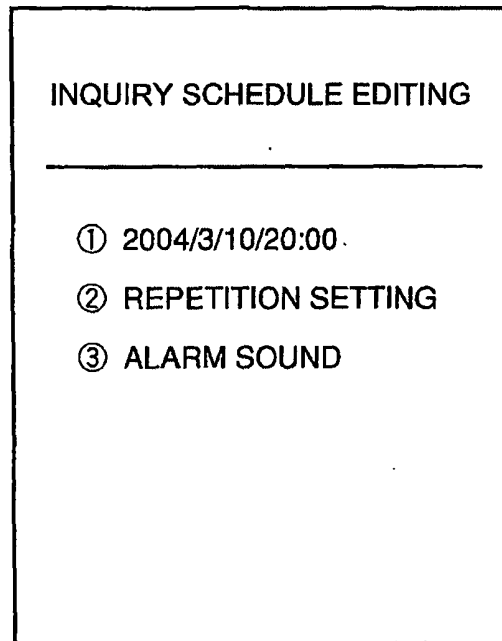 INQUIRY SCHEDULE EDITING
① 2004/3/10/20:00
② REPETITION SETTING
③ ALARM SOUND